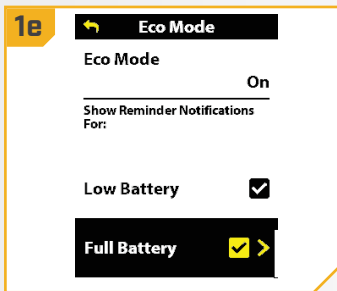 1e
Eco Mode
Eco Mode
On
Show Reminder Notifications
For:
Low Battery
Full Battery